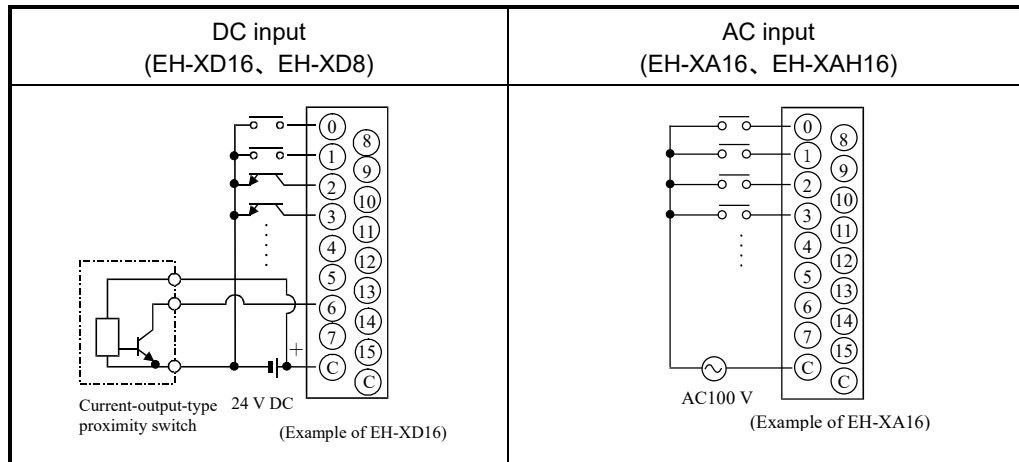 DC input
(EH-XD16、EH-XD8)
AC input
(EH-XA16、EH-XAH16)
0
8
1
9
2
10
3
11
4
12
5
13
6
14
7
15
C
C
+
Current-output-type
proximity switch
24 V DC
(Example of EH-XD16)
0
8
1
9
2
10
3
11
4
12
5
13
6
14
7
15
C
C
AC100 V
(Example of EH-XA16)